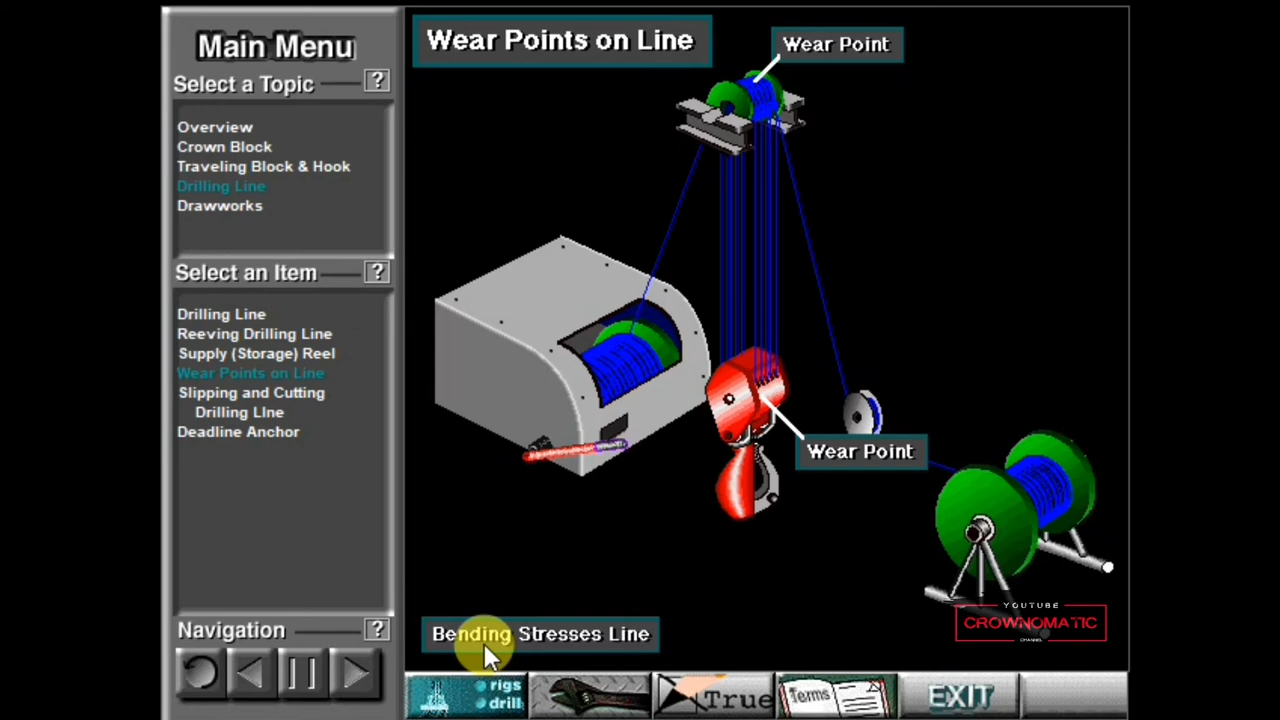 Main Menu
Select a Topic ?
Overview
Crown Block
Traveling Block & Hook
Drilling Line
Drawworks
Select an Item ?
Drilling Line
Reeving Drilling Line
Supply (Storage) Reel
Wear Points on Line
Slipping and Cutting
Drilling LIne
Deadline Anchor
Navigation ?
Wear Points on Line
Wear Point
Wear Point
Bending Stresses Line
YOUTUBE
CROWNOMATIC
CHANNEL
rigs
drill
True
Terms
EXIT